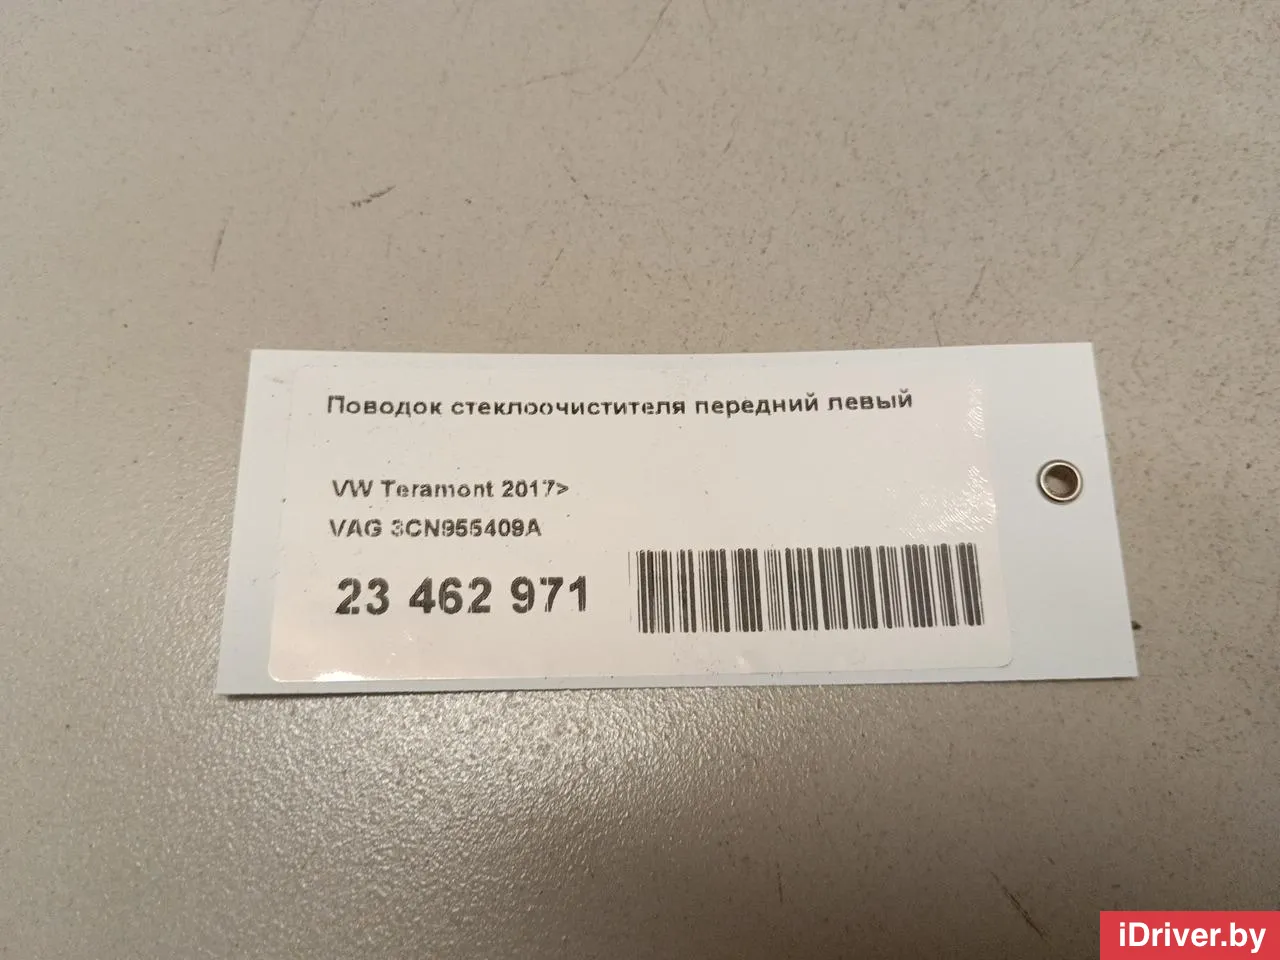 Поводок стеклоочистителя передний левый
VW Teramont 2017>
VAG 3CN955409A
23 462 971
iDriver.by